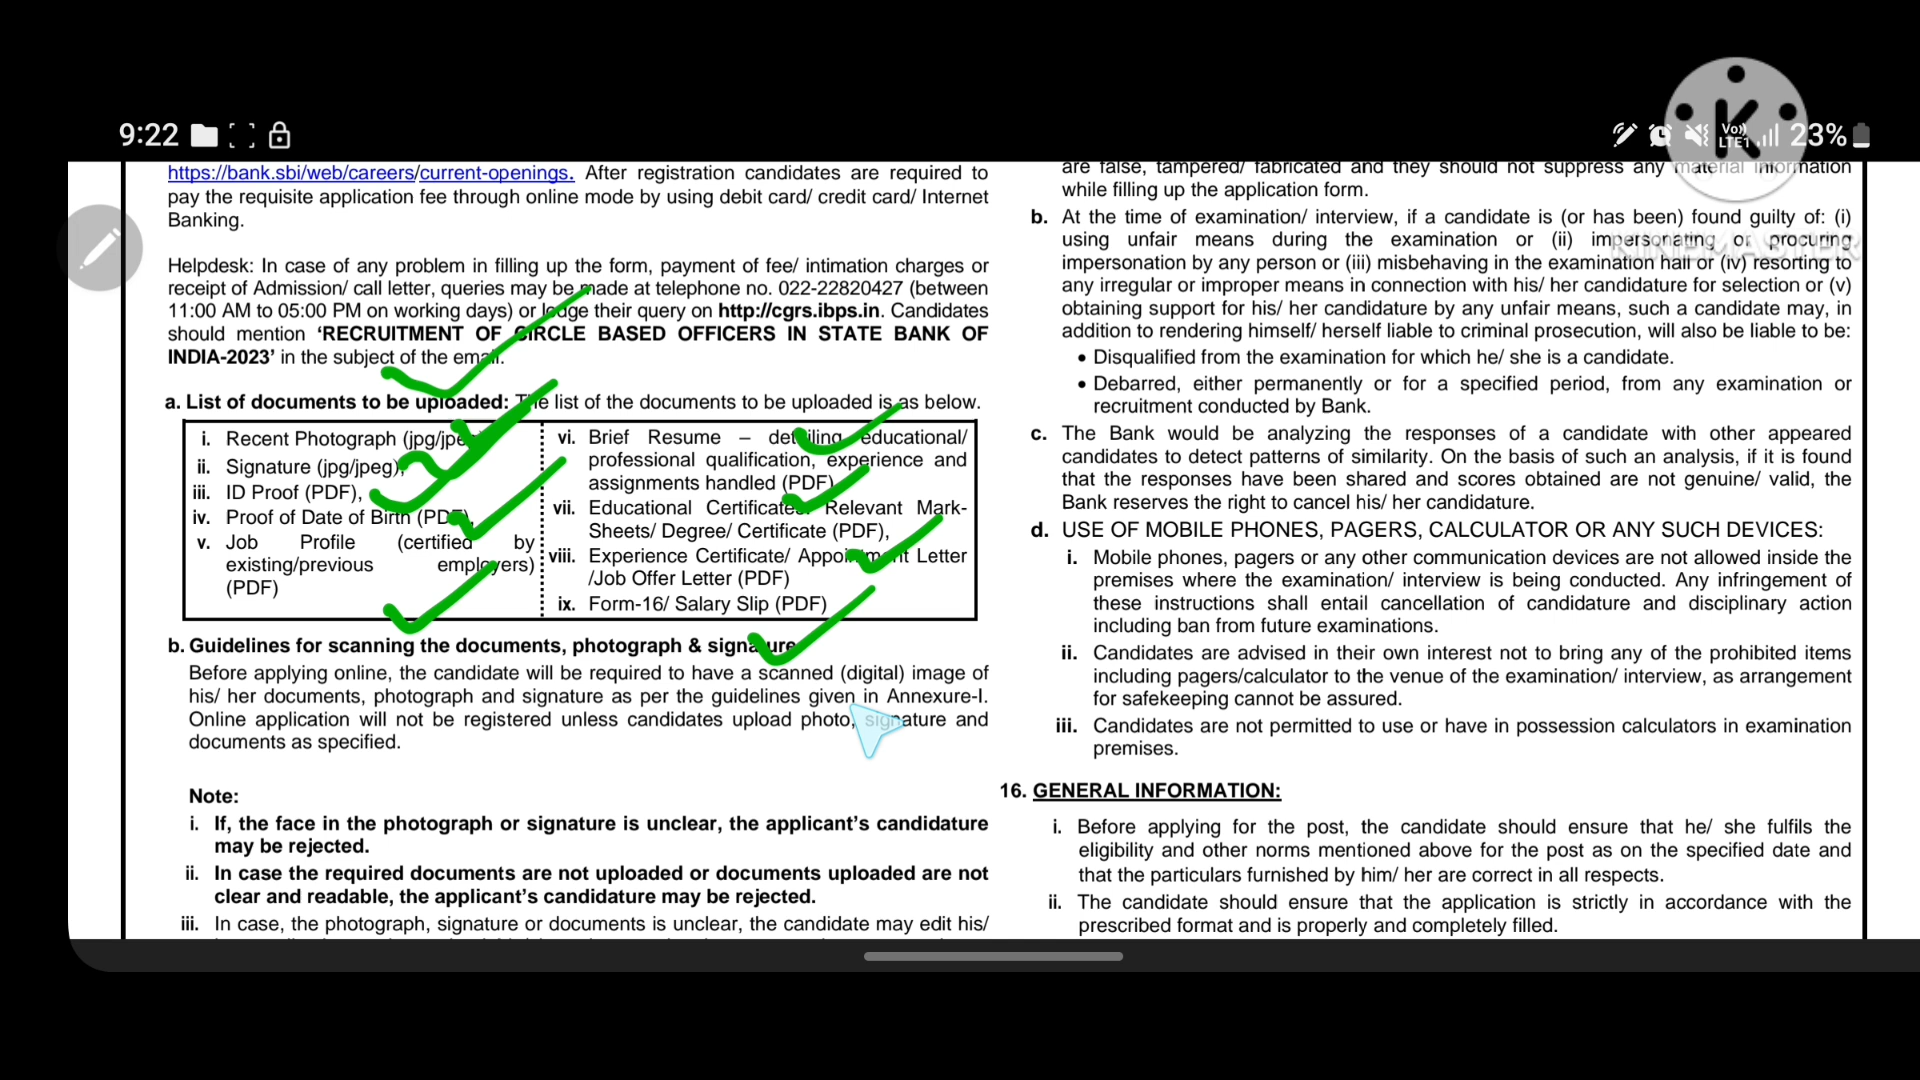 9:22
Vo))
LTE1
23%
K
KINEMASTER
https://bank.sbi/web/careers/current-openings. After registration candidates are required to
pay the requisite application fee through online mode by using debit card/ credit card/ Internet
Banking.
Helpdesk: In case of any problem in filling up the form, payment of fee/ intimation charges or
receipt of Admission/ call letter, queries may be made at telephone no. 022-22820427 (between
11:00 AM to 05:00 PM on working days) or lodge their query on http://cgrs.ibps.in. Candidates
should mention ‘RECRUITMENT OF CIRCLE BASED OFFICERS IN STATE BANK OF
INDIA-2023’ in the subject of the email.
a. List of documents to be uploaded: The list of the documents to be uploaded is as below.
i. Recent Photograph (jpg/jpe
ii. Signature (jpg/jpeg),
iii. ID Proof (PDF),
iv. Proof of Date of Birth (PDF),
v. Job Profile (certified by
existing/previous employers)
(PDF)
vi. Brief Resume – detailing educational/
professional qualification, experience and
assignments handled (PDF)
vii. Educational Certificates: Relevant Mark-
Sheets/ Degree/ Certificate (PDF),
viii. Experience Certificate/ Appointment Letter
/Job Offer Letter (PDF)
ix. Form-16/ Salary Slip (PDF)
b. Guidelines for scanning the documents, photograph & signature
Before applying online, the candidate will be required to have a scanned (digital) image of
his/ her documents, photograph and signature as per the guidelines given in Annexure-I.
Online application will not be registered unless candidates upload photo, signature and
documents as specified.
Note:
i. If, the face in the photograph or signature is unclear, the applicant’s candidature
may be rejected.
ii. In case the required documents are not uploaded or documents uploaded are not
clear and readable, the applicant’s candidature may be rejected.
iii. In case, the photograph, signature or documents is unclear, the candidate may edit his/
are false, tampered/ fabricated and they should not suppress any material information
while filling up the application form.
b. At the time of examination/ interview, if a candidate is (or has been) found guilty of: (i)
using unfair means during the examination or (ii) impersonating or procuring
impersonation by any person or (iii) misbehaving in the examination hall or (iv) resorting to
any irregular or improper means in connection with his/ her candidature for selection or (v)
obtaining support for his/ her candidature by any unfair means, such a candidate may, in
addition to rendering himself/ herself liable to criminal prosecution, will also be liable to be:
• Disqualified from the examination for which he/ she is a candidate.
• Debarred, either permanently or for a specified period, from any examination or
recruitment conducted by Bank.
c. The Bank would be analyzing the responses of a candidate with other appeared
candidates to detect patterns of similarity. On the basis of such an analysis, if it is found
that the responses have been shared and scores obtained are not genuine/ valid, the
Bank reserves the right to cancel his/ her candidature.
d. USE OF MOBILE PHONES, PAGERS, CALCULATOR OR ANY SUCH DEVICES:
i. Mobile phones, pagers or any other communication devices are not allowed inside the
premises where the examination/ interview is being conducted. Any infringement of
these instructions shall entail cancellation of candidature and disciplinary action
including ban from future examinations.
ii. Candidates are advised in their own interest not to bring any of the prohibited items
including pagers/calculator to the venue of the examination/ interview, as arrangement
for safekeeping cannot be assured.
iii. Candidates are not permitted to use or have in possession calculators in examination
premises.
16. GENERAL INFORMATION:
i. Before applying for the post, the candidate should ensure that he/ she fulfils the
eligibility and other norms mentioned above for the post as on the specified date and
that the particulars furnished by him/ her are correct in all respects.
ii. The candidate should ensure that the application is strictly in accordance with the
prescribed format and is properly and completely filled.